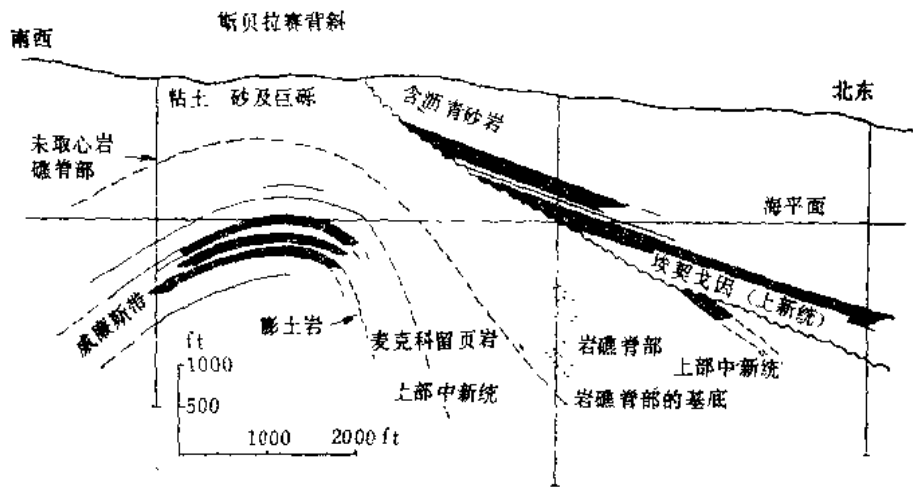 斯贝拉赛背斜
南西
北东
粘土 砂及巨砾
含沥青砂岩
未取心岩
礁脊部
海平面
埃契戈因（上新统）
威廉斯特
膨土岩
麦克科留页岩
岩礁脊部
上部中新统
上部中新统
岩礁脊部的基底
ft
1000
500
1000
2000 ft